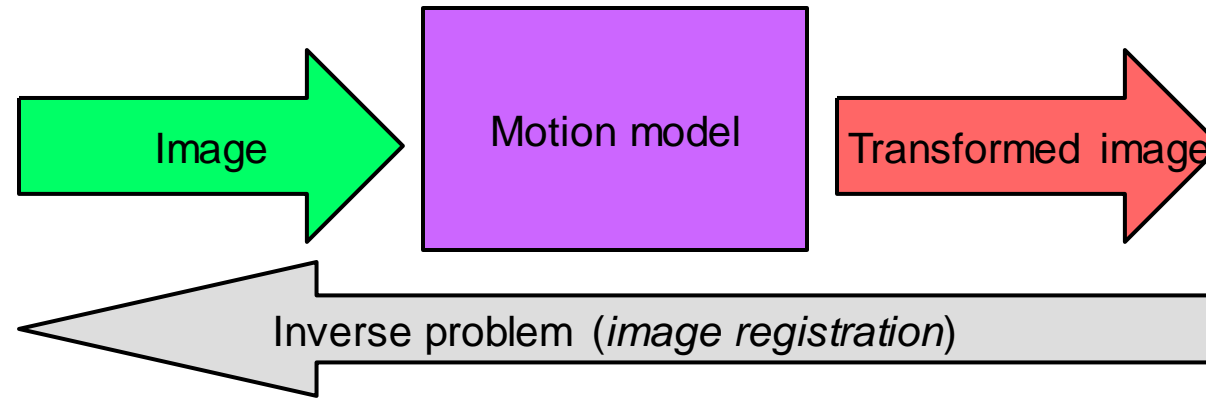 Image
Motion model
Transformed image
Inverse problem (image registration)